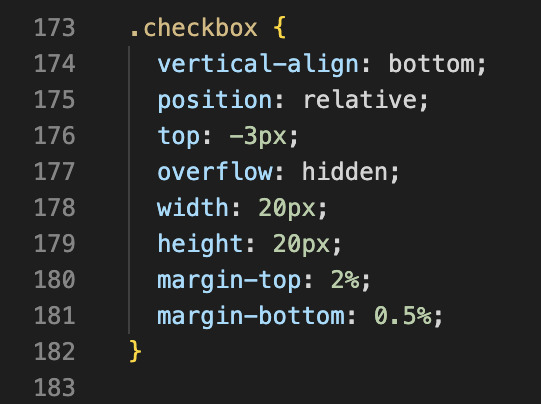 173 .checkbox {
174 vertical-align: bottom;
175 position: relative;
176 top: -3px;
177 overflow: hidden;
178 width: 20px;
179 height: 20px;
180 margin-top: 2%;
181 margin-bottom: 0.5%;
182 }
183